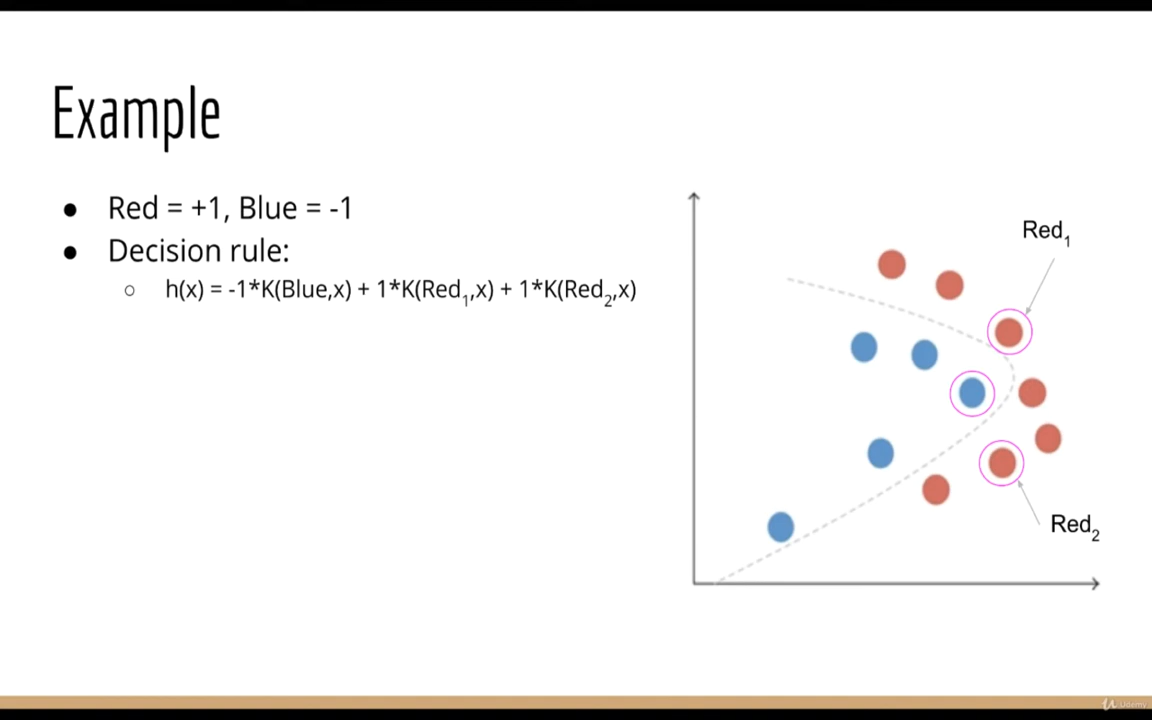 Example
● Red = +1, Blue = -1
● Decision rule:
○ h(x) = -1*K(Blue,x) + 1*K(Red₁,x) + 1*K(Red₂,x)
Red₁
Red₂
Udemy